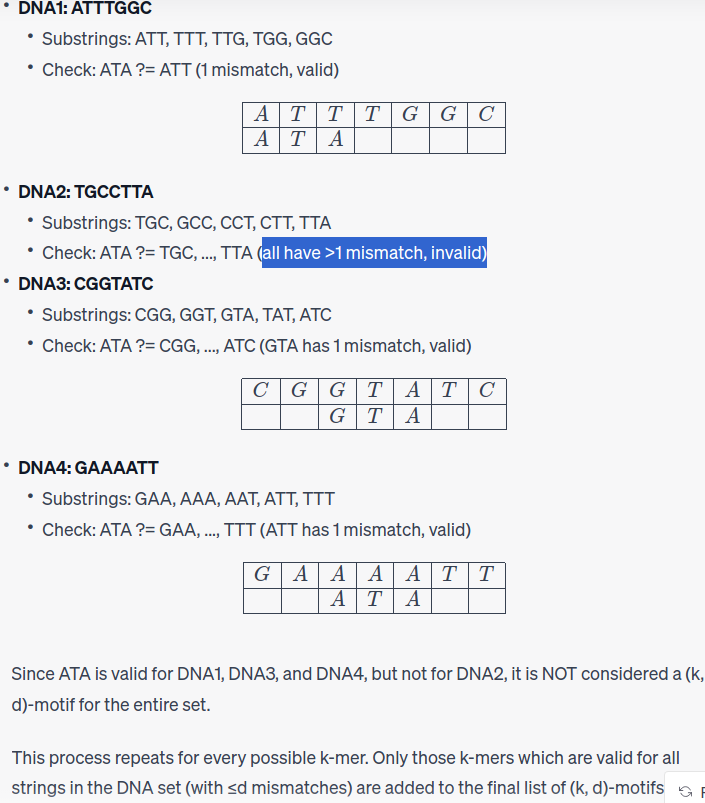 DNA1: ATTTGGC
Substrings: ATT, TTT, TTG, TGG, GGC
Check: ATA ?= ATT (1 mismatch, valid)
A T T T G G C
A T A
DNA2: TGCCTTA
Substrings: TGC, GCC, CCT, CTT, TTA
Check: ATA ?= TGC, ..., TTA (all have >1 mismatch, invalid)
DNA3: CGGTATC
Substrings: CGG, GGT, GTA, TAT, ATC
Check: ATA ?= CGG, ..., ATC (GTA has 1 mismatch, valid)
C G G T A T C
G T A
DNA4: GAAAATT
Substrings: GAA, AAA, AAT, ATT, TTT
Check: ATA ?= GAA, ..., TTT (ATT has 1 mismatch, valid)
G A A A A T T
A T A
Since ATA is valid for DNA1, DNA3, and DNA4, but not for DNA2, it is NOT considered a (k,
d)-motif for the entire set.
This process repeats for every possible k-mer. Only those k-mers which are valid for all
strings in the DNA set (with ≤d mismatches) are added to the final list of (k, d)-motifs